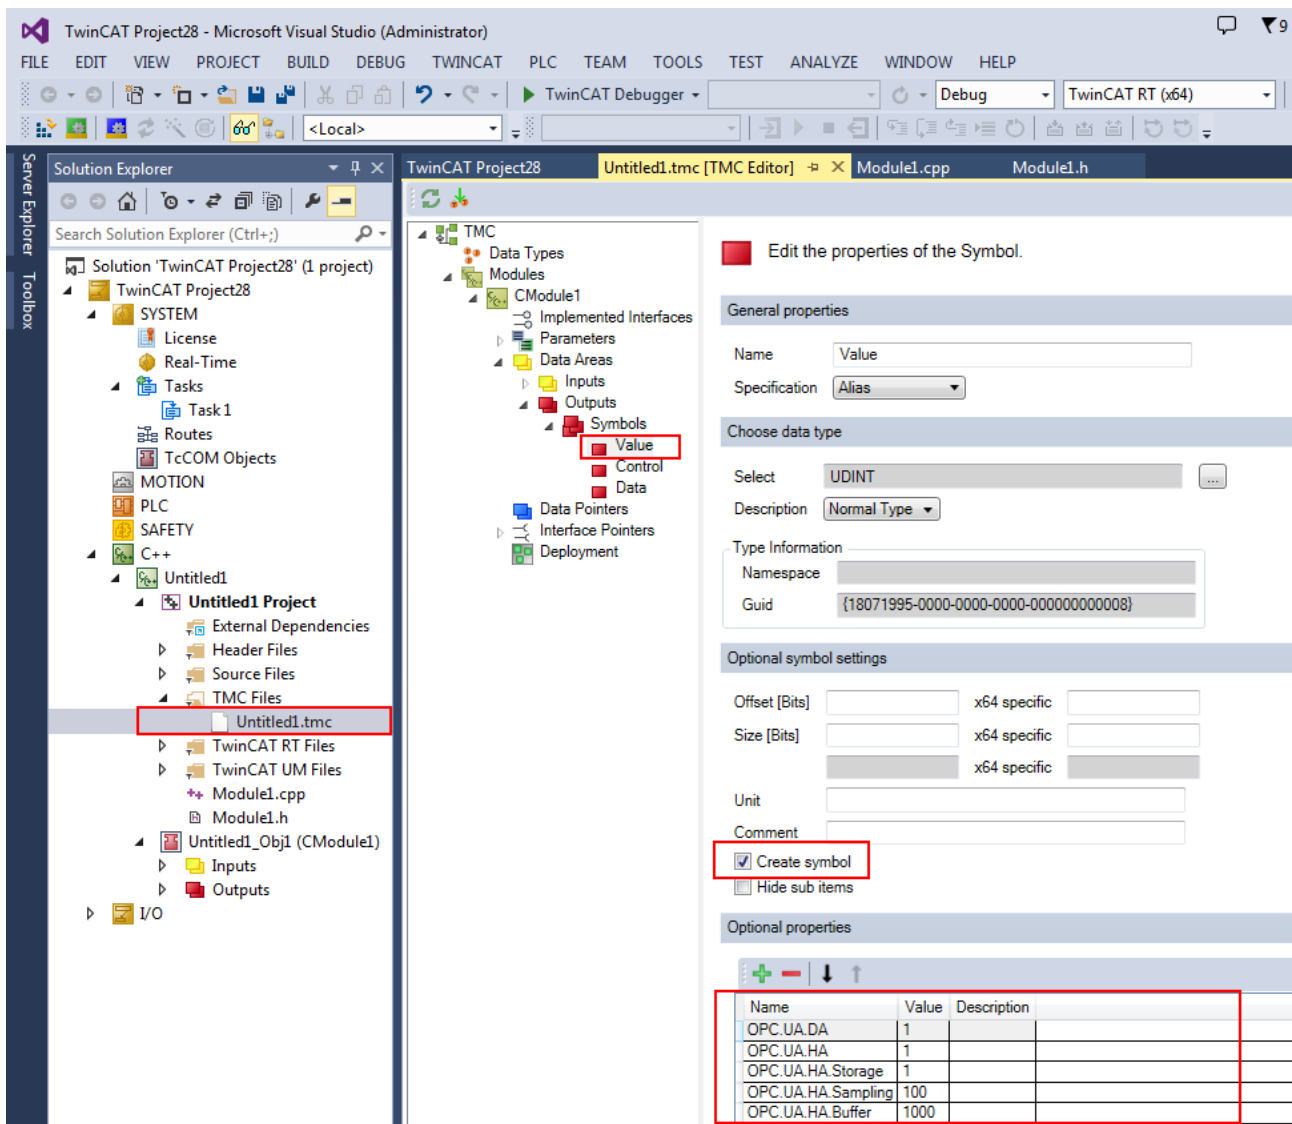 TwinCAT Project28 - Microsoft Visual Studio (Administrator)
9
FILE EDIT VIEW PROJECT BUILD DEBUG TWINCAT PLC TEAM TOOLS TEST ANALYZE WINDOW HELP
TwinCAT Debugger Debug TwinCAT RT (x64)
<Local>
Server Explorer
Toolbox
Solution Explorer
Search Solution Explorer (Ctrl+;)
Solution 'TwinCAT Project28' (1 project)
TwinCAT Project28
SYSTEM
License
Real-Time
Tasks
Task 1
Routes
TcCOM Objects
MOTION
PLC
SAFETY
C++
Untitled1
Untitled1 Project
External Dependencies
Header Files
Source Files
TMC Files
Untitled1.tmc
TwinCAT RT Files
TwinCAT UM Files
Module1.cpp
Module1.h
Untitled1_Obj1 (CModule1)
Inputs
Outputs
I/O
TwinCAT Project28 Untitled1.tmc [TMC Editor] Module1.cpp Module1.h
TMC
Data Types
Modules
CModule1
Implemented Interfaces
Parameters
Data Areas
Inputs
Outputs
Symbols
Value
Control
Data
Data Pointers
Interface Pointers
Deployment
Edit the properties of the Symbol.
General properties
Name Value
Specification Alias
Choose data type
Select UDINT ...
Description Normal Type
Type Information
Namespace
Guid {18071995-0000-0000-0000-000000000008}
Optional symbol settings
Offset [Bits] x64 specific
Size [Bits] x64 specific
x64 specific
Unit
Comment
Create symbol
Hide sub items
Optional properties
Name Value Description
OPC.UA.DA 1
OPC.UA.HA 1
OPC.UA.HA.Storage 1
OPC.UA.HA.Sampling 100
OPC.UA.HA.Buffer 1000